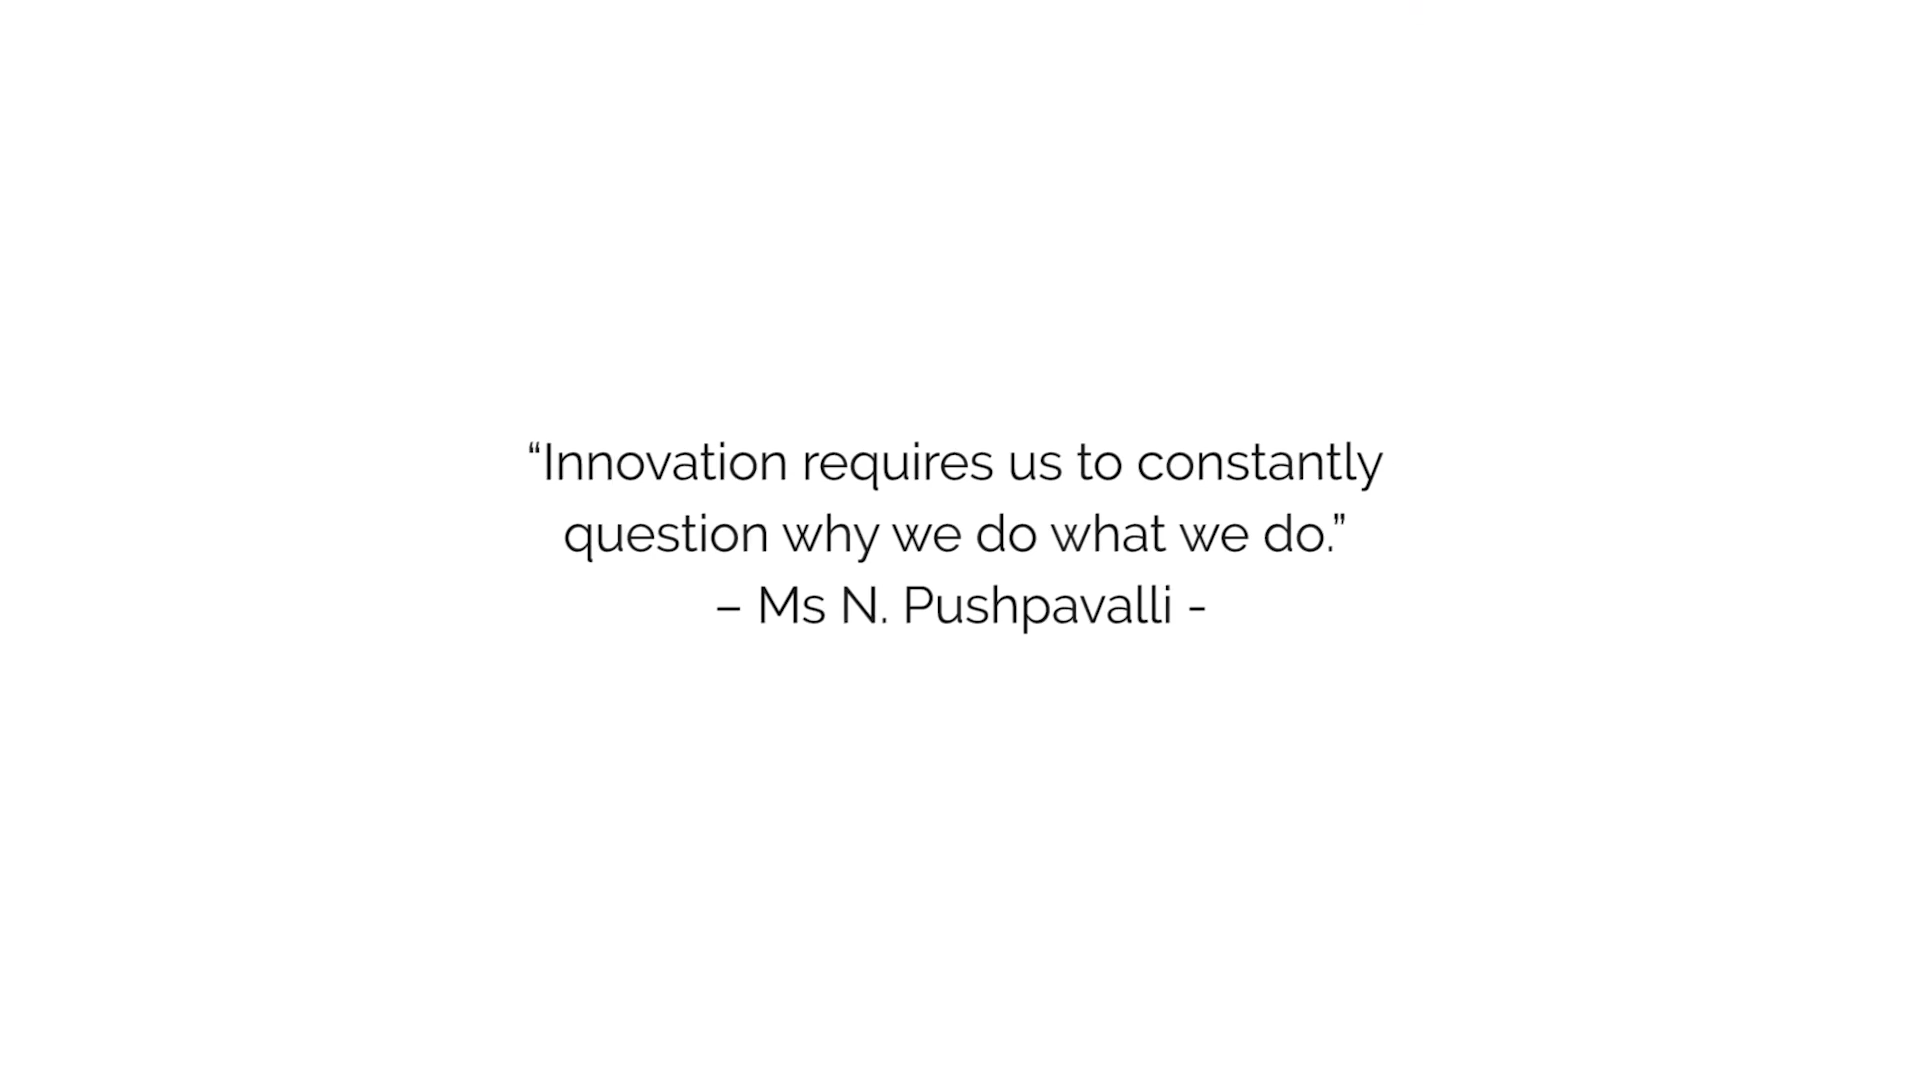 “Innovation requires us to constantly
question why we do what we do.”
– Ms N. Pushpavalli -